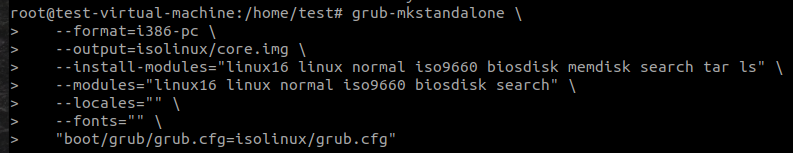 root@test-virtual-machine:/home/test# grub-mkstandalone \
>    --format=i386-pc \
>    --output=isolinux/core.img \
>    --install-modules="linux16 linux normal iso9660 biosdisk memdisk search tar ls" \
>    --modules="linux16 linux normal iso9660 biosdisk search" \
>    --locales="" \
>    --fonts="" \
>    "boot/grub/grub.cfg=isolinux/grub.cfg"